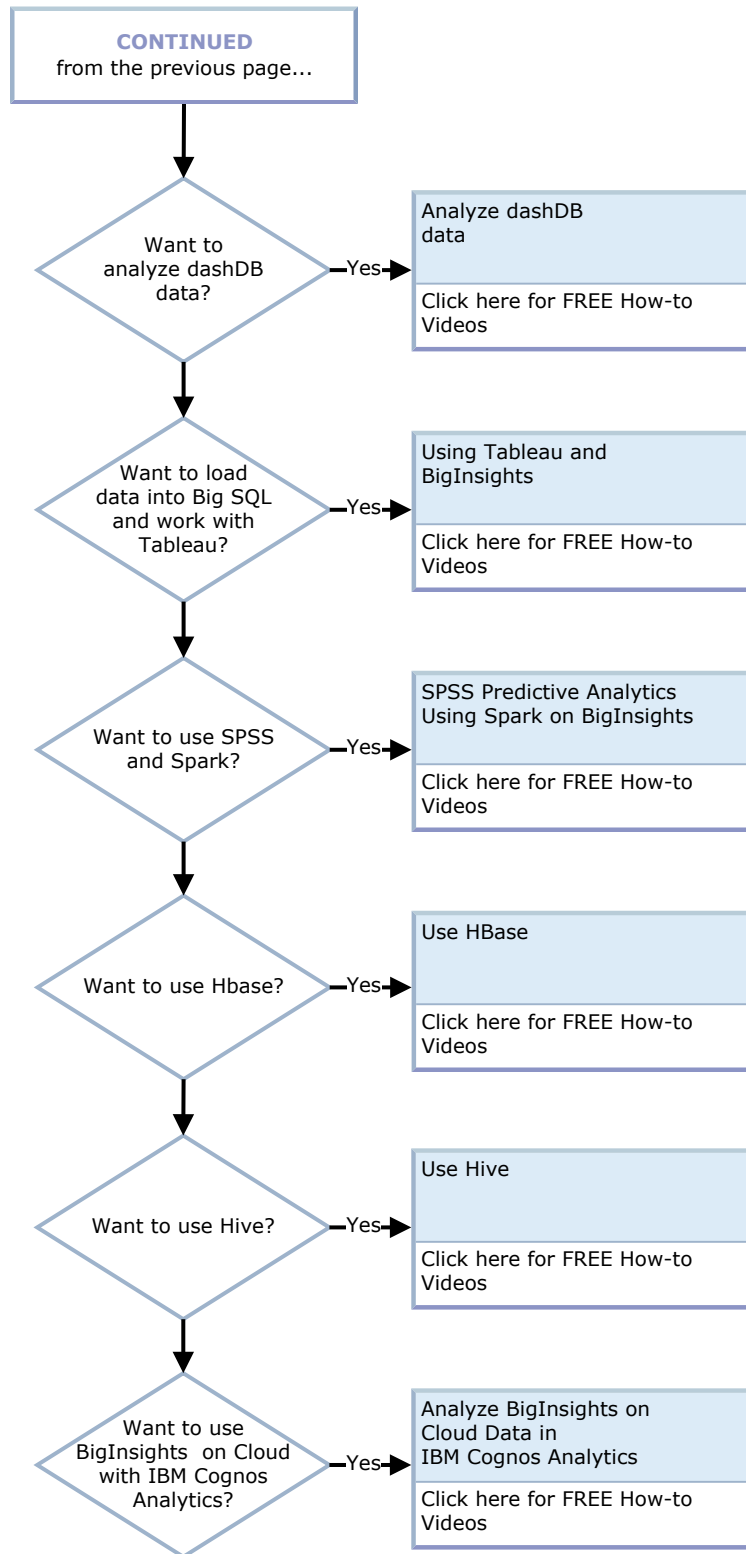 CONTINUED
from the previous page...
Want to
analyze dashDB
data?
Yes
Analyze dashDB
data
Click here for FREE How-to
Videos
Want to load
data into Big SQL
and work with
Tableau?
Yes
Using Tableau and
BigInsights
Click here for FREE How-to
Videos
Want to use SPSS
and Spark?
Yes
SPSS Predictive Analytics
Using Spark on BigInsights
Click here for FREE How-to
Videos
Want to use Hbase?
Yes
Use HBase
Click here for FREE How-to
Videos
Want to use Hive?
Yes
Use Hive
Click here for FREE How-to
Videos
Want to use
BigInsights  on Cloud
with IBM Cognos
Analytics?
Yes
Analyze BigInsights on
Cloud Data in
IBM Cognos Analytics
Click here for FREE How-to
Videos